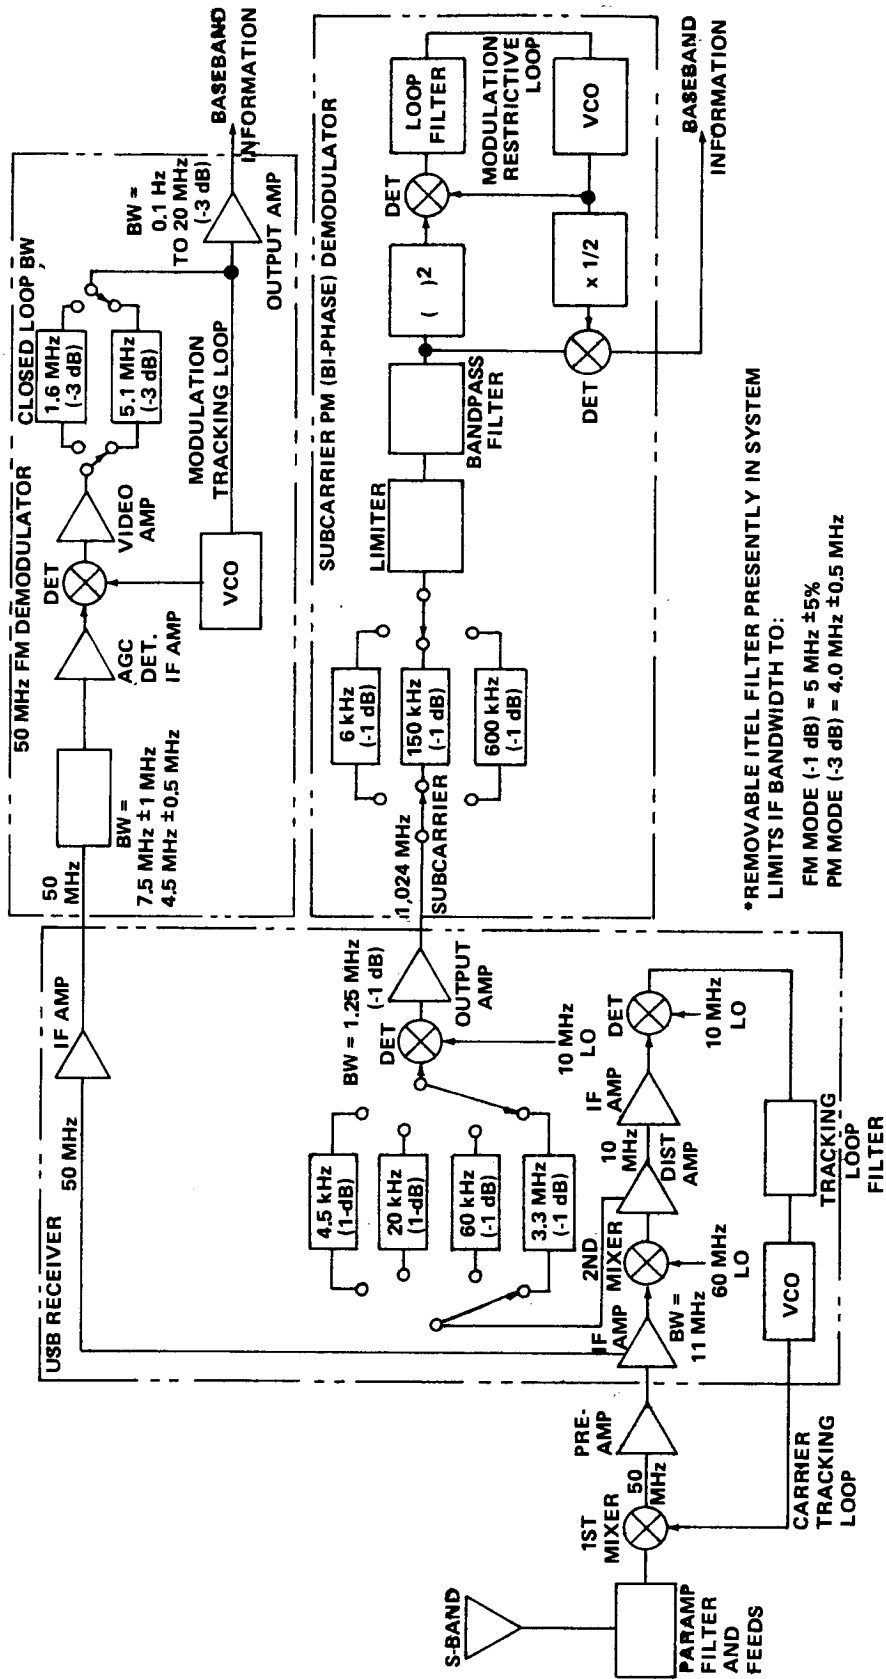 S-BAND
PARAMP
FILTER
AND
FEEDS
1ST
MIXER
50
MHz
PRE-
AMP
CARRIER
TRACKING
LOOP
USB RECEIVER
50 MHz
IF AMP
IF
AMP
BW =
11 MHz
2ND
MIXER
60 MHz
LO
DIST
AMP
10
MHz
IF
AMP
DET
10 MHz
LO
VCO
TRACKING
LOOP
FILTER
4.5 kHz
(1-dB)
20 kHz
(1-dB)
60 kHz
(-1 dB)
3.3 MHz
(-1 dB)
BW = 1.25 MHz
(-1 dB)
DET
10 MHz
LO
OUTPUT
AMP
50 MHz FM DEMODULATOR
50
MHz
BW =
7.5 MHz ±1 MHz
4.5 MHz ±0.5 MHz
AGC
DET.
IF AMP
DET
VIDEO
AMP
VCO
MODULATION
TRACKING LOOP
CLOSED LOOP BW
1.6 MHz
(-3 dB)
5.1 MHz
(-3 dB)
BW =
0.1 Hz
TO 20 MHz
(-3 dB)
OUTPUT AMP
BASEBAND
INFORMATION
SUBCARRIER PM (BI-PHASE) DEMODULATOR
1,024 MHz
SUBCARRIER
6 kHz
(-1 dB)
150 kHz
(-1 dB)
600 kHz
(-1 dB)
LIMITER
BANDPASS
FILTER
( )2
DET
LOOP
FILTER
MODULATION
RESTRICTIVE
LOOP
VCO
x 1/2
DET
BASEBAND
INFORMATION
*REMOVABLE ITEL FILTER PRESENTLY IN SYSTEM
LIMITS IF BANDWIDTH TO:
FM MODE (-1 dB) = 5 MHz ±5%
PM MODE (-3 dB) = 4.0 MHz ±0.5 MHz